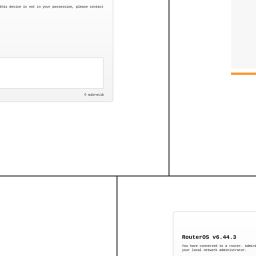 this device is not in your possession, please contact
© mikrotik
RouterOS v6.44.3
You have connected to a router. Admini
your local network administrator.